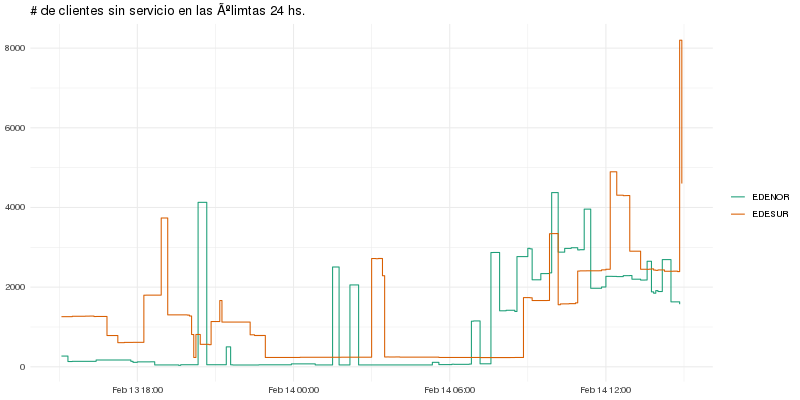 # de clientes sin servicio en las Ãºlimtas 24 hs.
8000
6000
4000
2000
0
Feb 13 18:00
Feb 14 00:00
Feb 14 06:00
Feb 14 12:00
EDENOR
EDESUR